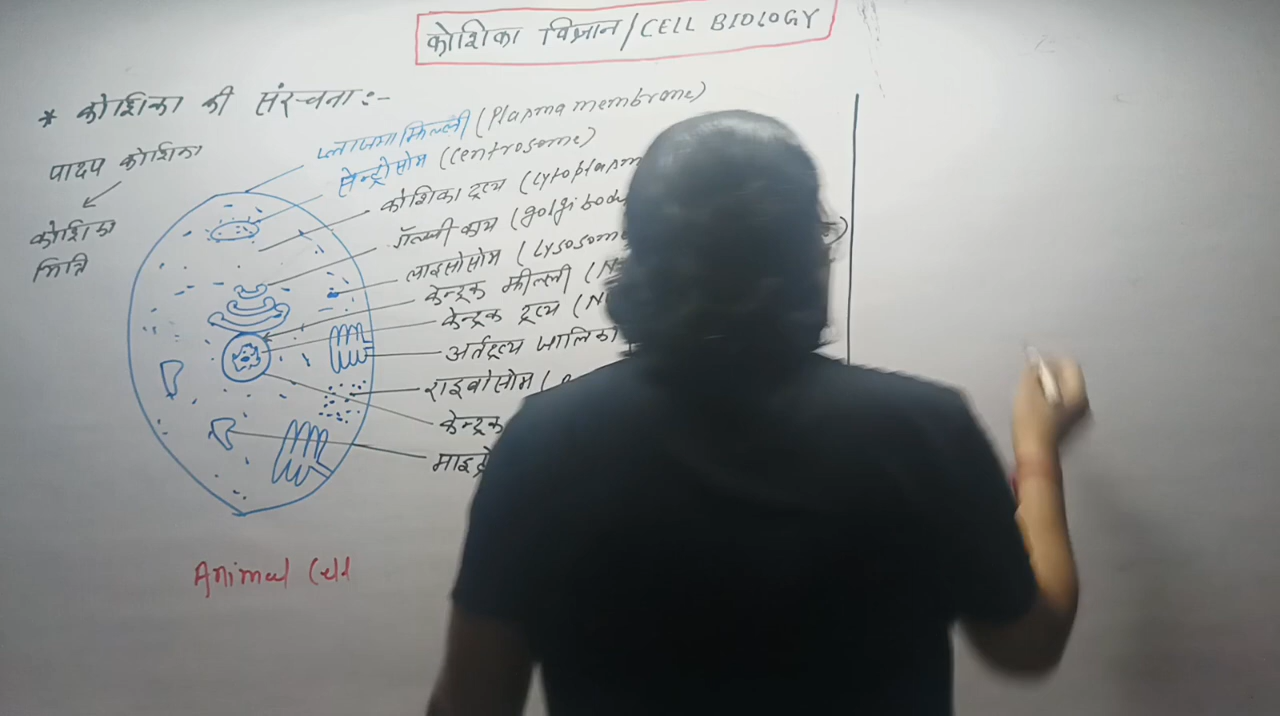 कोशिका विज्ञान/CELL BIOLOGY
* कोशिका की संरचना:-
पादप कोशिका
कोशिका
भित्ति
प्लाज्मा झिल्ली (Plasma membrane)
सेन्ट्रोसोम (Centrosome)
कोशिका द्रव्य (Cytoplasm
गॉल्जी काय (golgi body
लाइसोसोम (Lysosome
केन्द्रक झील्ली (N
केन्द्रक द्रव्य (N
अर्तद्रव्य जालिका
राइबोसोम (
केन्द्रक
माइट्रो
Animal Cell